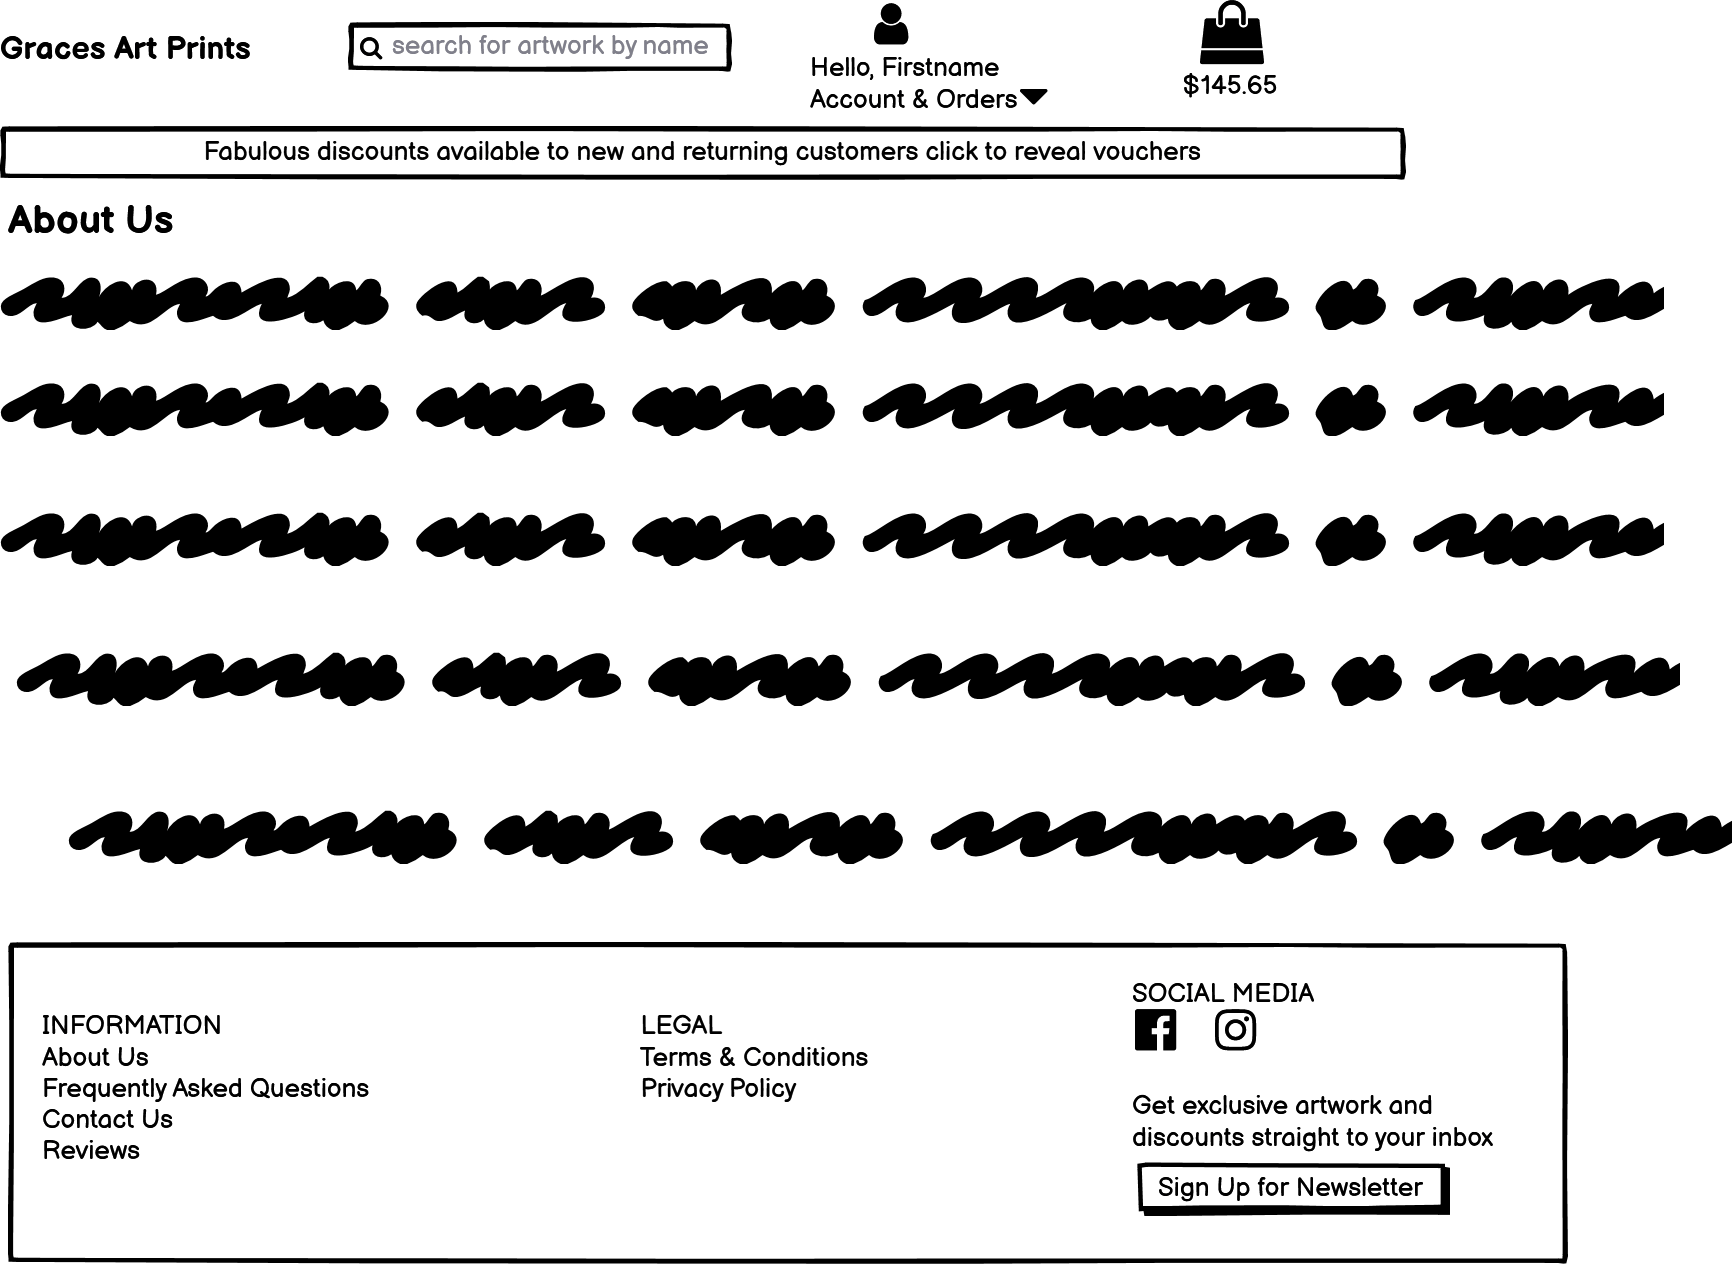 Graces Art Prints
search for artwork by name
Hello, Firstname
Account & Orders
$145.65
Fabulous discounts available to new and returning customers click to reveal vouchers
About Us
INFORMATION
About Us
Frequently Asked Questions
Contact Us
Reviews
LEGAL
Terms & Conditions
Privacy Policy
SOCIAL MEDIA
Get exclusive artwork and
discounts straight to your inbox
Sign Up for Newsletter